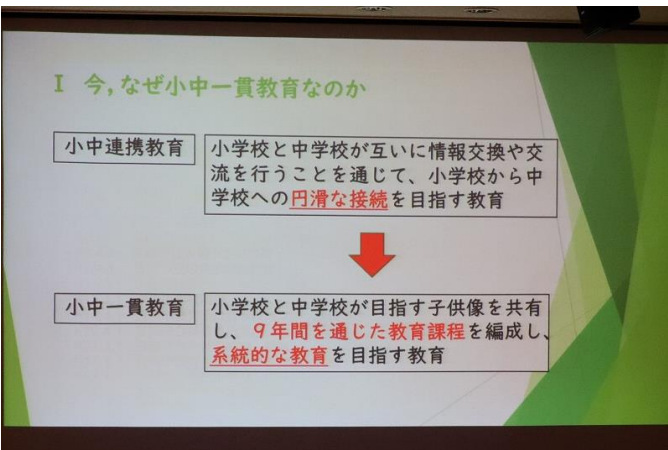 Ⅰ 今,なぜ小中一貫教育なのか
小中連携教育
小学校と中学校が互いに情報交換や交
流を行うことを通じて、小学校から中
学校への円滑な接続を目指す教育
小中一貫教育
小学校と中学校が目指す子供像を共有
し、９年間を通じた教育課程を編成し、
系統的な教育を目指す教育